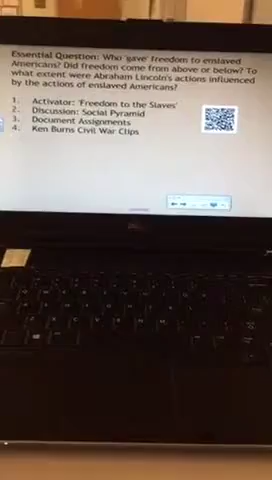 Essential Question: Who 'gave' freedom to enslaved
Americans? Did freedom come from above or below? To
what extent were Abraham Lincoln's actions influenced
by the actions of enslaved Americans?
1. Activator: 'Freedom to the Slaves'
2. Discussion: Social Pyramid
3. Document Assignments
4. Ken Burns Civil War Clips